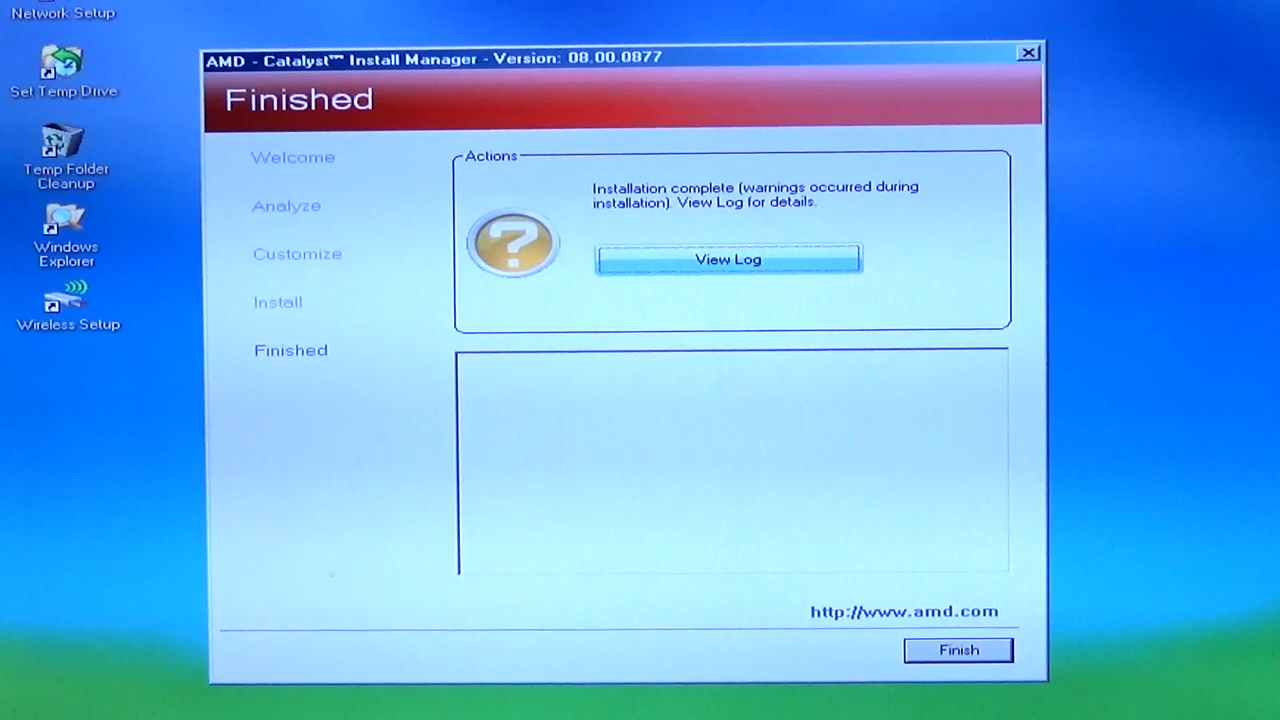 Network Setup
Set Temp Drive
Temp Folder
Cleanup
Windows
Explorer
Wireless Setup
AMD - Catalyst™ Install Manager - Version: 08.00.0877
Finished
Welcome
Analyze
Customize
Install
Finished
Actions
Installation complete (warnings occurred during
installation). View Log for details.
View Log
http://www.amd.com
Finish